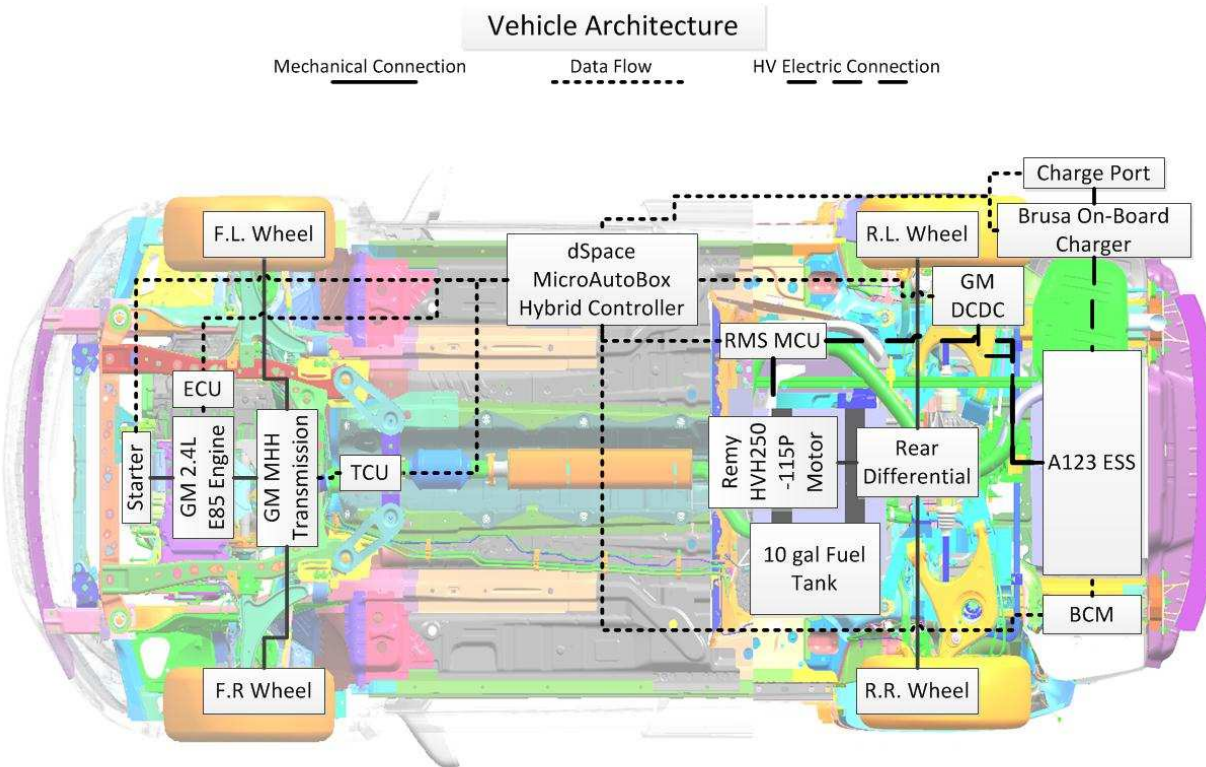 Vehicle Architecture
Mechanical Connection
Data Flow
HV Electric Connection
Charge Port
F.L. Wheel
dSpace
MicroAutoBox
Hybrid Controller
R.L. Wheel
Brusa On-Board
Charger
GM
DCDC
RMS MCU
ECU
Starter
GM 2.4L
E85 Engine
GM MHH
Transmission
TCU
Remy
HVH250
-115P
Motor
Rear
Differential
A123 ESS
10 gal Fuel
Tank
BCM
F.R Wheel
R.R. Wheel